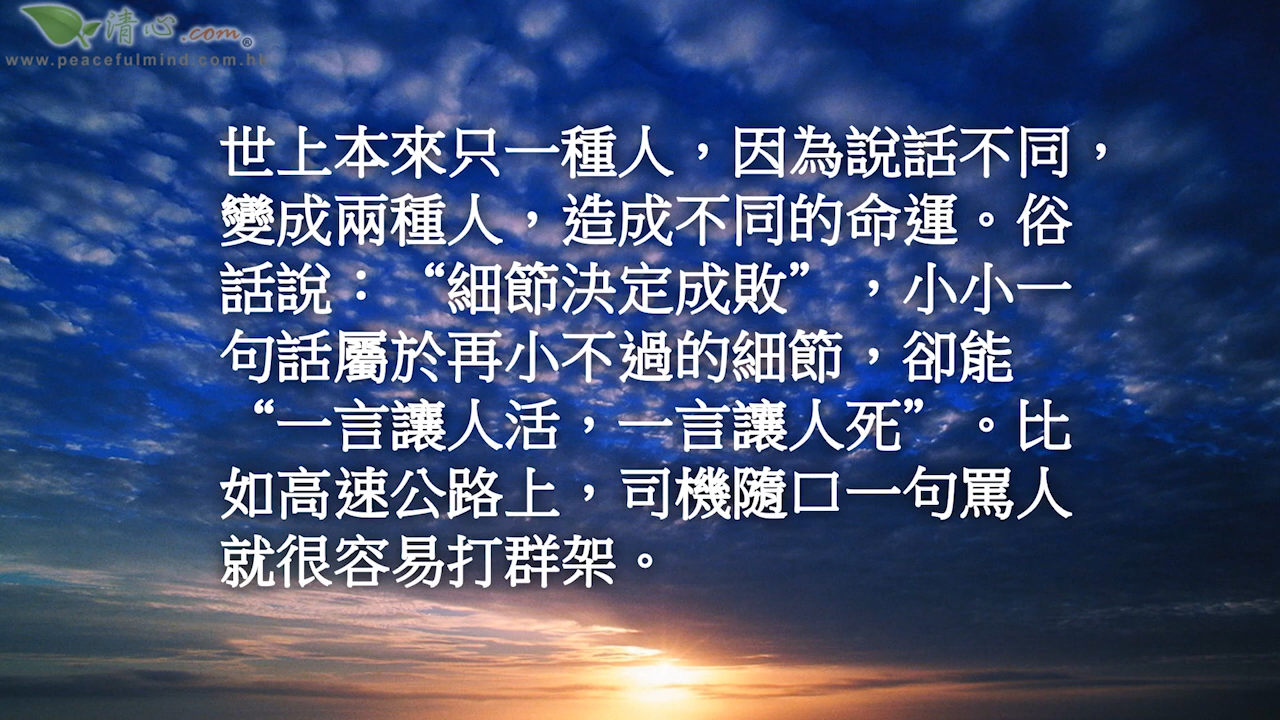 清心.com®
www.peacefulmind.com.hk
世上本來只一種人，因為說話不同，
變成兩種人，造成不同的命運。俗
話說：“細節決定成敗”，小小一
句話屬於再小不過的細節，卻能
“一言讓人活，一言讓人死”。比
如高速公路上，司機隨口一句罵人
就很容易打群架。